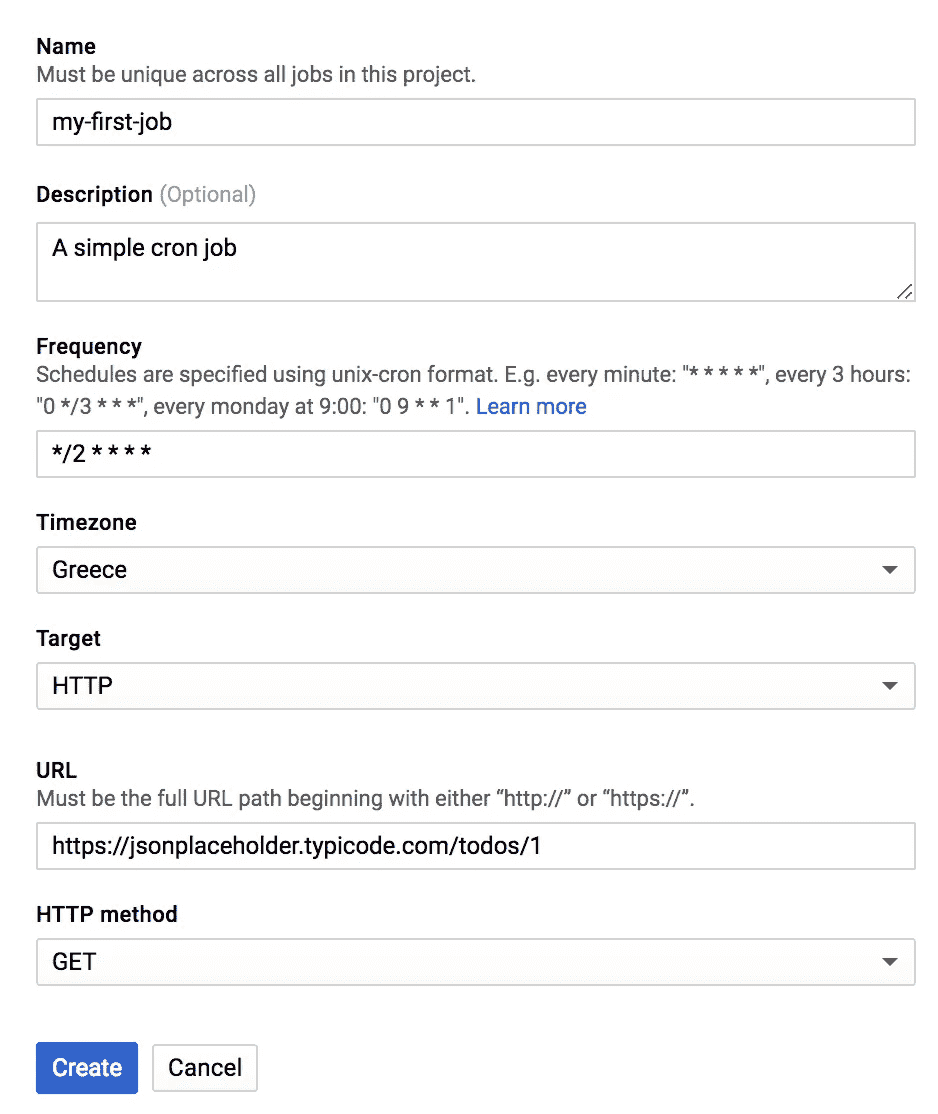 Name
Must be unique across all jobs in this project.
my-first-job
Description (Optional)
A simple cron job
Frequency
Schedules are specified using unix-cron format. E.g. every minute: "* * * * *", every 3 hours:
"0 */3 * * *", every monday at 9:00: "0 9 * * 1". Learn more
*/2 * * * *
Timezone
Greece
Target
HTTP
URL
Must be the full URL path beginning with either “http://” or “https://”.
https://jsonplaceholder.typicode.com/todos/1
HTTP method
GET
Create Cancel